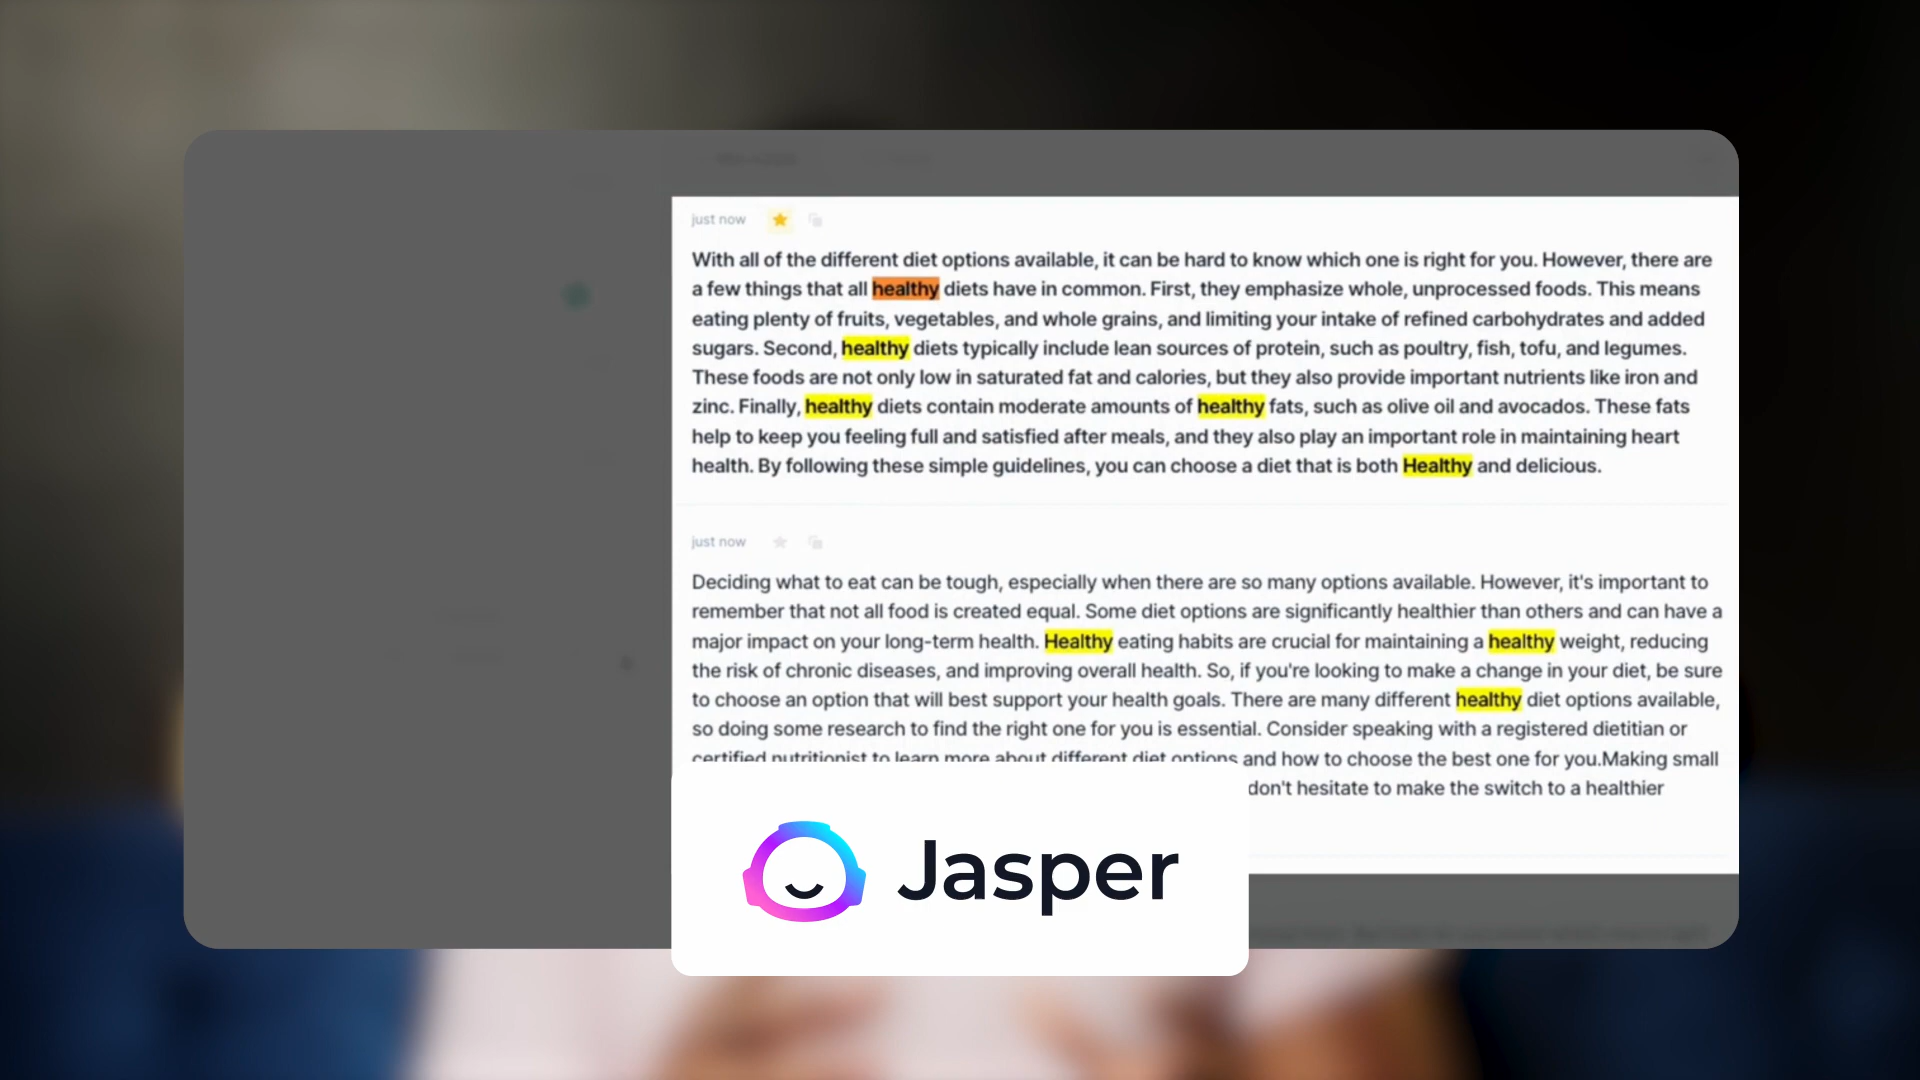 just now
With all of the different diet options available, it can be hard to know which one is right for you. However, there are
a few things that all healthy diets have in common. First, they emphasize whole, unprocessed foods. This means
eating plenty of fruits, vegetables, and whole grains, and limiting your intake of refined carbohydrates and added
sugars. Second, healthy diets typically include lean sources of protein, such as poultry, fish, tofu, and legumes.
These foods are not only low in saturated fat and calories, but they also provide important nutrients like iron and
zinc. Finally, healthy diets contain moderate amounts of healthy fats, such as olive oil and avocados. These fats
help to keep you feeling full and satisfied after meals, and they also play an important role in maintaining heart
health. By following these simple guidelines, you can choose a diet that is both Healthy and delicious.
just now
Deciding what to eat can be tough, especially when there are so many options available. However, it's important to
remember that not all food is created equal. Some diet options are significantly healthier than others and can have a
major impact on your long-term health. Healthy eating habits are crucial for maintaining a healthy weight, reducing
the risk of chronic diseases, and improving overall health. So, if you're looking to make a change in your diet, be sure
to choose an option that will best support your health goals. There are many different healthy diet options available,
so doing some research to find the right one for you is essential. Consider speaking with a registered dietitian or
certified nutritionist to learn more about different diet options and how to choose the best one for you.Making small
don't hesitate to make the switch to a healthier
Jasper